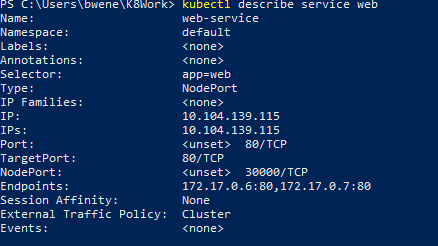 PS C:\Users\bwene\K8Work> kubectl describe service web
Name: web-service
Namespace: default
Labels: <none>
Annotations: <none>
Selector: app=web
Type: NodePort
IP Families: <none>
IP: 10.104.139.115
IPs: 10.104.139.115
Port: <unset> 80/TCP
TargetPort: 80/TCP
NodePort: <unset> 30000/TCP
Endpoints: 172.17.0.6:80,172.17.0.7:80
Session Affinity: None
External Traffic Policy: Cluster
Events: <none>